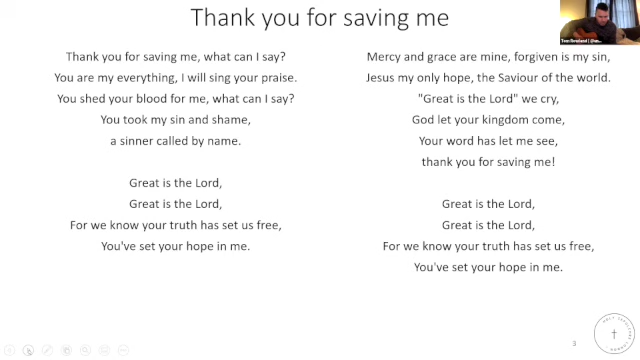 Thank you for saving me
Thank you for saving me, what can I say?
You are my everything, I will sing your praise.
You shed your blood for me, what can I say?
You took my sin and shame,
a sinner called by name.
Great is the Lord,
Great is the Lord,
For we know your truth has set us free,
You've set your hope in me.
Mercy and grace are mine, forgiven is my sin,
Jesus my only hope, the Saviour of the world.
"Great is the Lord" we cry,
God let your kingdom come,
Your word has let me see,
thank you for saving me!
Great is the Lord,
Great is the Lord,
For we know your truth has set us free,
You've set your hope in me.
3